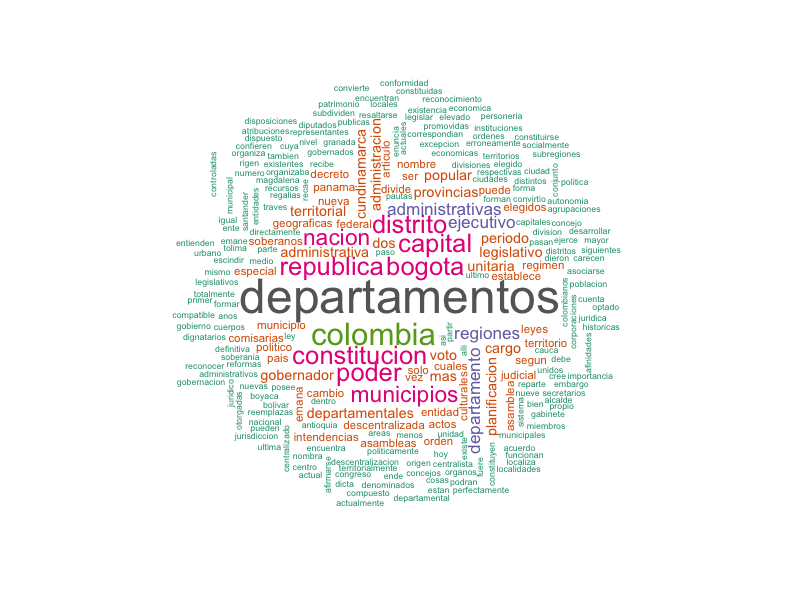 conformidad
convierte
constituidas
encuentran
reconocimiento
patrimonio
locales
existencia
economica
subdividen
resaltarse
legislar
elevado
personeria
disposiciones
diputados
publicas
promovidas
instituciones
atribuciones
representantes
correspondian
ordenes
constituirse
dispuesto
nivel
granada
cundinamarca
administracion
articulo
enuncia
actuales
excepcion
erroneamente
confieren
cuya
gobernados
economicas
territorios
socialmente
organiza
tambien
nombre
divisiones
elegido
subregiones
controladas
rigen
existentes
recibe
decreto
ser
popular
respectivas
ciudad
numero
organizaba
ciudades
distintos
conjunto
politica
municipal
magdalena
panama
divide
pautas
provincias
puede
forma
santander
entidades
recursos
recae
nueva
forman
convirtio
autonomia
regalias
territorial
administrativas
elegidos
agrupaciones
igual
traves
geograficas
federal
distrito
ejecutivo
capitales
concejo
ente
directamente
nacion
dos
capital
periodo
division
desarrollar
entienden
emane
soberanos
pasan
ejerce
mayor
urbano
tolima
parte
administrativa
paso
legislativo
distritos
siguientes
escindir
medio
republica
bogota
unitaria
regimen
dieron
carecen
mismo
especial
ultimo
establece
asociarse
legislativos
departamentos
colombianos
poblacion
totalmente
primer
formar
corporaciones
cuenta
optado
compatible
anos
colombia
asi
partir
regiones
leyes
juridica
gobierno
cuerpos
municipio
historicas
dignatarios
comisarias
ley
territorio
afinidades
soberania
politico
constitucion
voto
alli
departamento
cargo
cauca
definitiva
pais
segun
debe
reconocer
reformas
poder
solo
cuales
judicial
unidos
administrativos
gobernador
vez
mas
culturales
planificacion
cree
importancia
gobernacion
juridico
nuevas
posee
cambio
municipios
asamblea
reparte
embargo
otorgadas
boyaca
emana
dentro
sistema
nueve
secretarios
bolivar
departamentales
entidad
bien
alcalde
reemplazas
propio
nacional
antioquia
descentralizada
actos
gabinete
pueden
miembros
jurisdiccion
intendencias
areas
menos
unidad
orden
municipales
ultima
centralizado
encuentra
asambleas
existe
acuerdo
nombra
politicamente
hoy
fuere
constituyen
funcionan
centro
afirmarse
descentralizacion
origen
centralista
localiza
actual
territorialmente
concejos
organos
localidades
congreso
ende
cosas
podran
dicta
denominados
estan
perfectamente
compuesto
departamental
actualmente